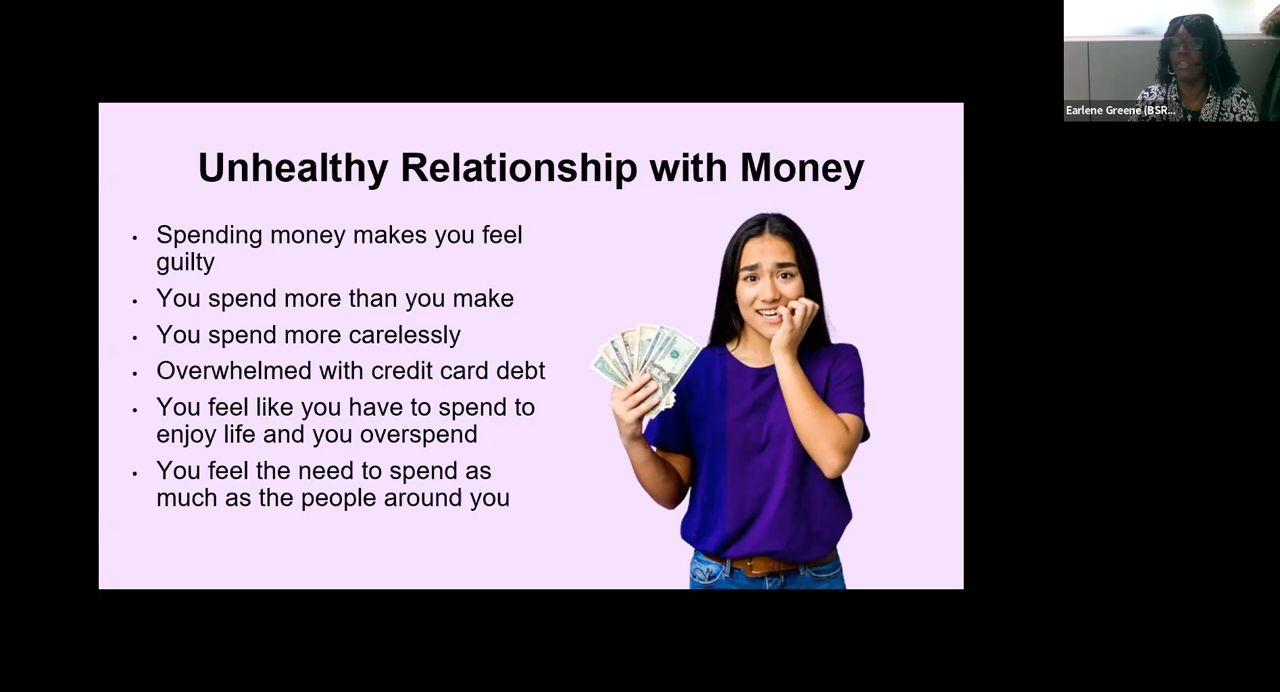 Earlene Greene (BSR...
Unhealthy Relationship with Money
• Spending money makes you feel
guilty
• You spend more than you make
• You spend more carelessly
• Overwhelmed with credit card debt
• You feel like you have to spend to
enjoy life and you overspend
• You feel the need to spend as
much as the people around you